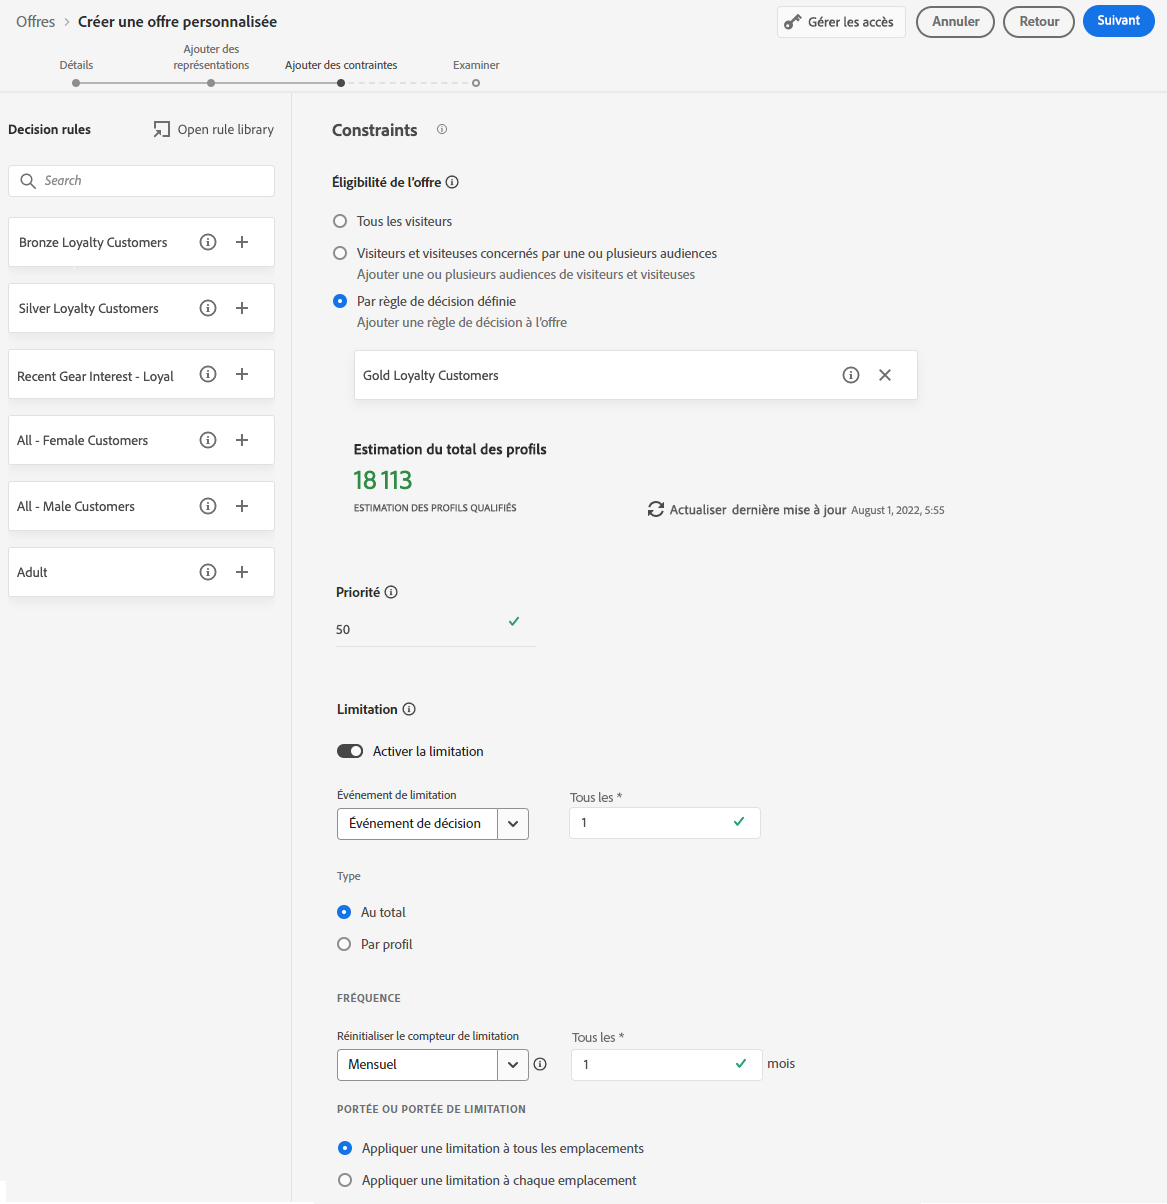 Offres > Créer une offre personnalisée
Gérer les accès
Annuler
Retour
Suivant
Détails
Ajouter des
représentations
Ajouter des contraintes
Examiner
Decision rules
Open rule library
Search
Bronze Loyalty Customers
Silver Loyalty Customers
Recent Gear Interest - Loyal
All - Female Customers
All - Male Customers
Adult
Constraints
Éligibilité de l'offre
Tous les visiteurs
Visiteurs et visiteuses concernés par une ou plusieurs audiences
Ajouter une ou plusieurs audiences de visiteurs et visiteuses
Par règle de décision définie
Ajouter une règle de décision à l'offre
Gold Loyalty Customers
Estimation du total des profils
18 113
ESTIMATION DES PROFILS QUALIFIÉS
Actualiser dernière mise à jour August 1, 2022, 5:55
Priorité
50
Limitation
Activer la limitation
Événement de limitation
Tous les *
Événement de décision
1
Type
Au total
Par profil
FRÉQUENCE
Réinitialiser le compteur de limitation
Tous les *
Mensuel
1
mois
PORTÉE OU PORTÉE DE LIMITATION
Appliquer une limitation à tous les emplacements
Appliquer une limitation à chaque emplacement